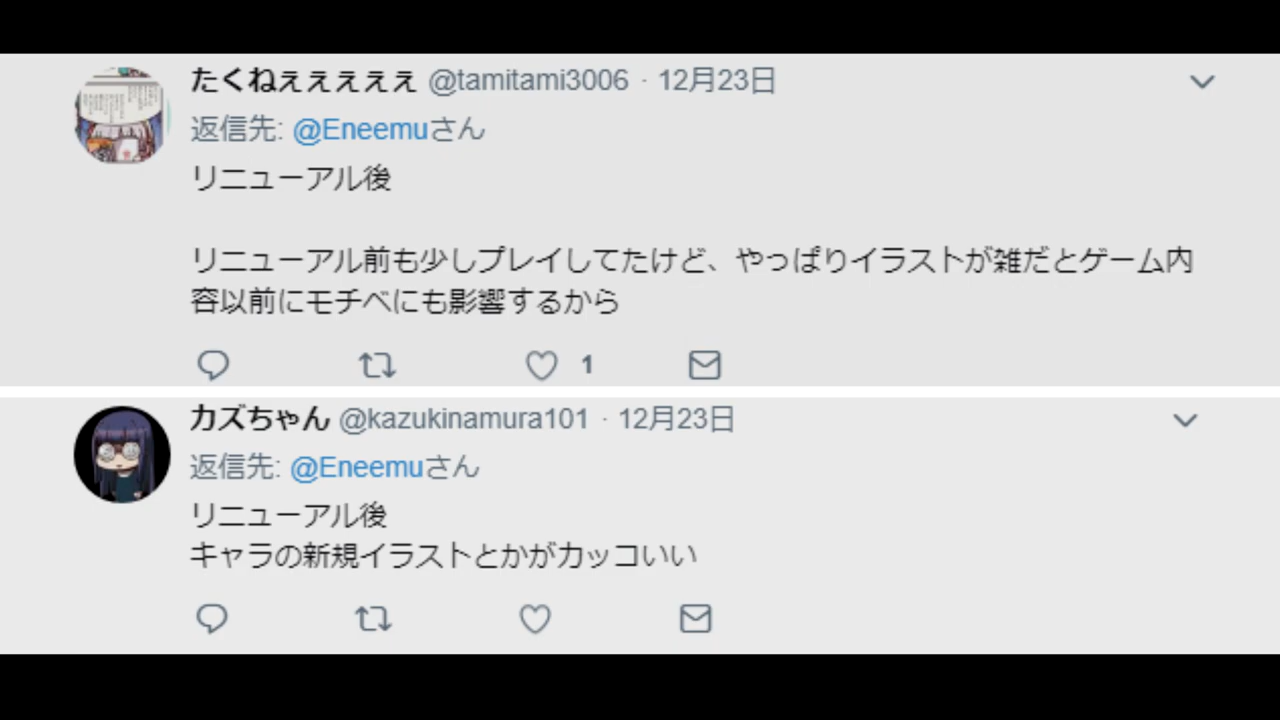 たくねぇぇぇぇぇ @tamitami3006 · 12月23日
返信先: @Eneemuさん
リニューアル後
リニューアル前も少しプレイしてたけど、やっぱりイラストが雑だとゲーム内
容以前にモチベにも影響するから
1
カズちゃん @kazukinamura101 · 12月23日
返信先: @Eneemuさん
リニューアル後
キャラの新規イラストとかがカッコいい